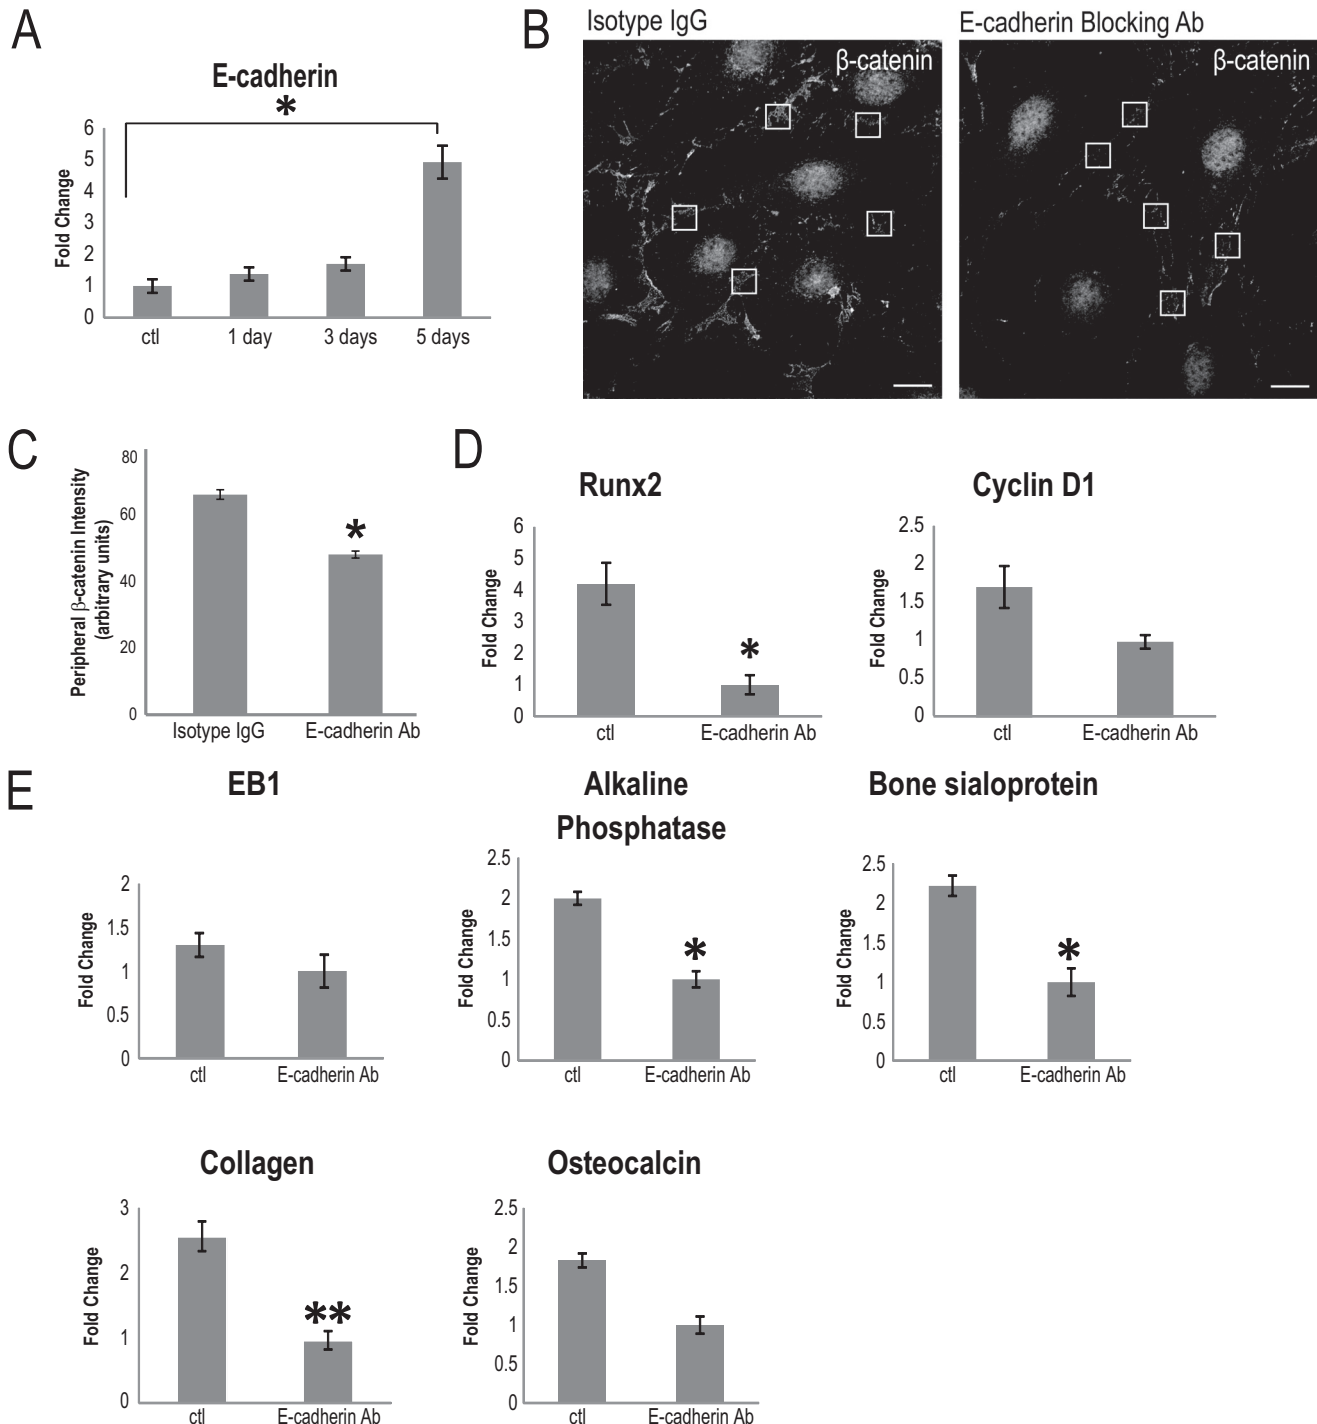 A
E-cadherin
*
Fold Change
6
5
4
3
2
1
0
ctl
1 day
3 days
5 days
B
Isotype IgG
E-cadherin Blocking Ab
β-catenin
β-catenin
C
Peripheral β-catenin Intensity
(arbitrary units)
80
60
40
20
0
*
Isotype IgG
E-cadherin Ab
D
Runx2
Fold Change
6
5
4
3
2
1
0
*
ctl
E-cadherin Ab
Cyclin D1
Fold Change
2.5
2
1.5
1
0.5
0
ctl
E-cadherin Ab
E
EB1
Fold Change
2
1.5
1
0.5
0
ctl
E-cadherin Ab
Alkaline
Phosphatase
Fold Change
2.5
2
1.5
1
0.5
0
*
ctl
E-cadherin Ab
Bone sialoprotein
Fold Change
2.5
2
1.5
1
0.5
0
*
ctl
E-cadherin Ab
Collagen
Fold Change
3
2
1
0
**
ctl
E-cadherin Ab
Osteocalcin
Fold Change
2.5
2
1.5
1
0.5
0
ctl
E-cadherin Ab